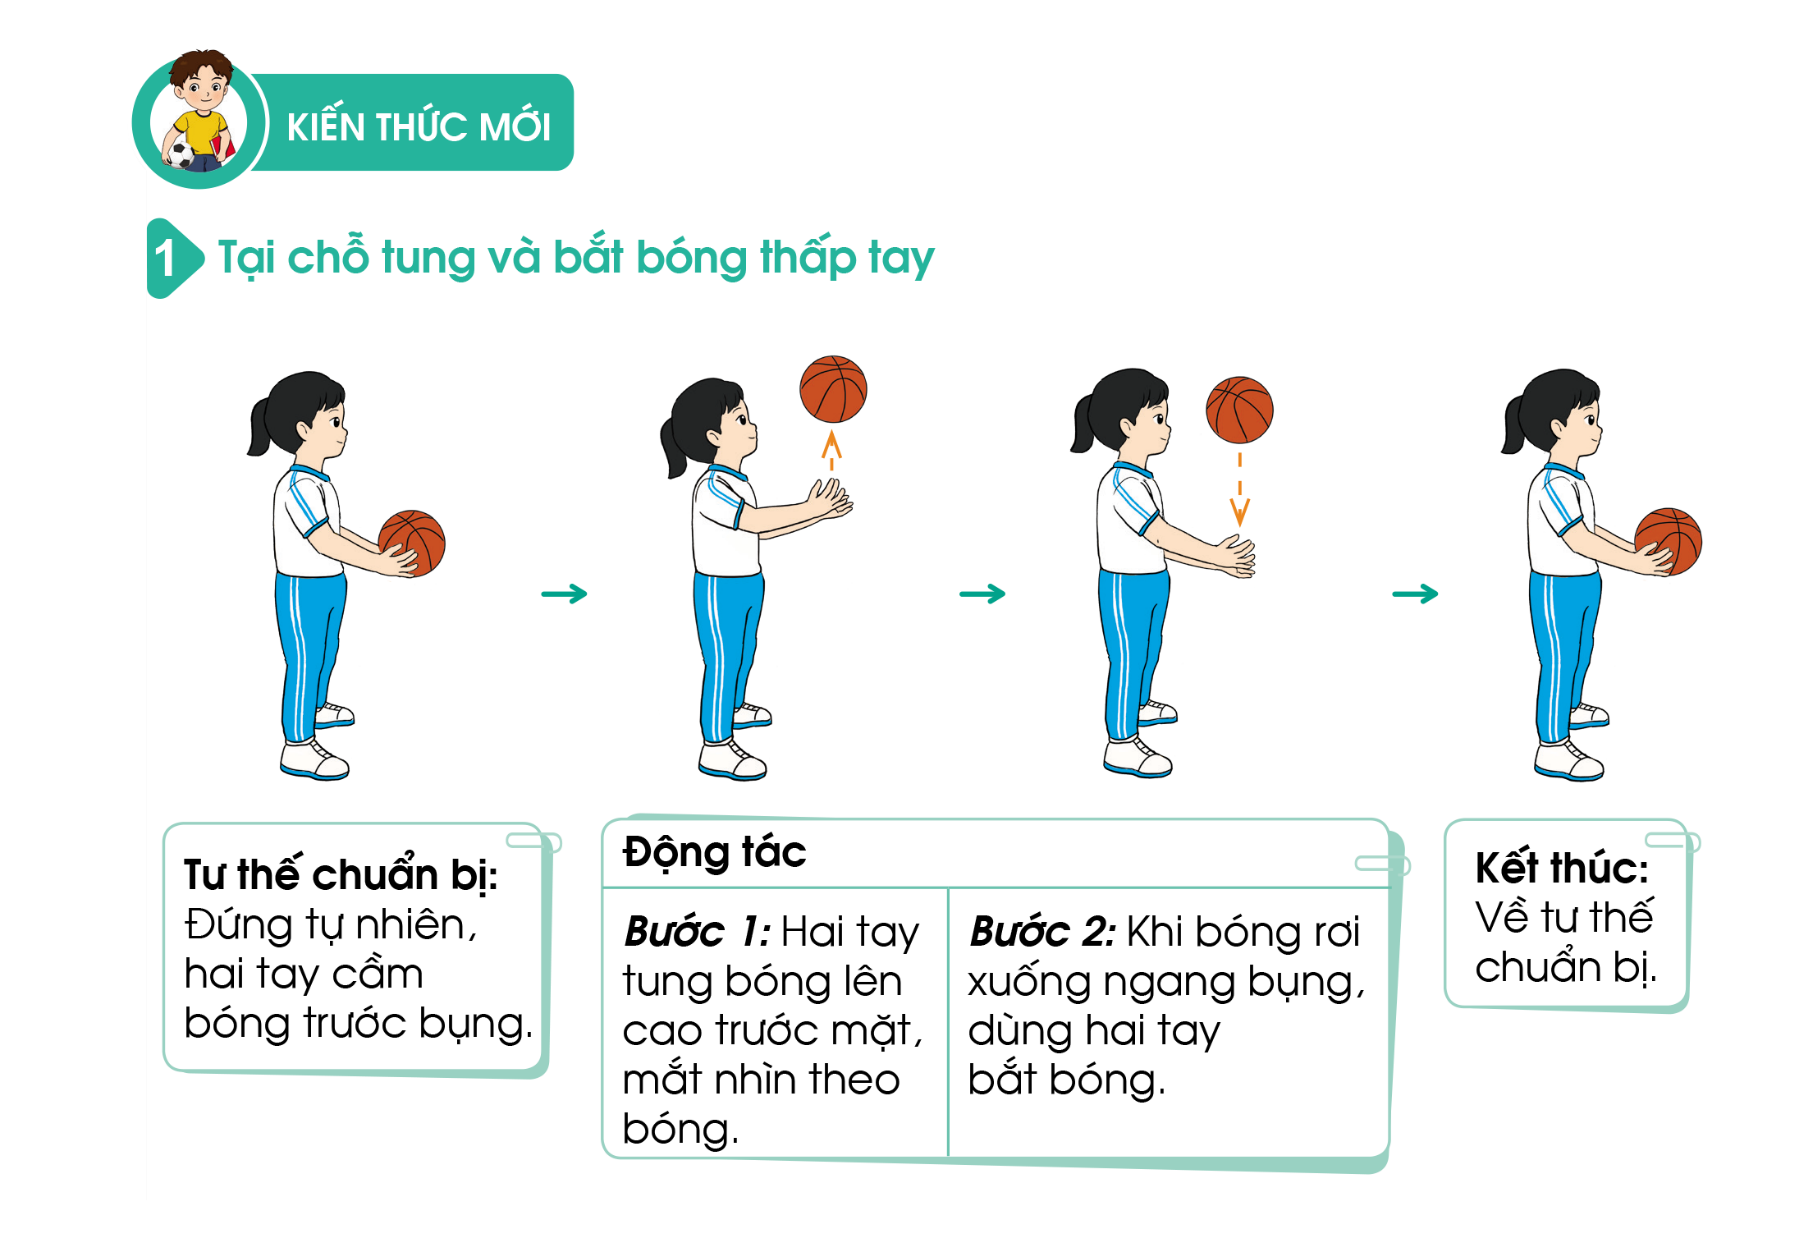 KIẾN THỨC MỚI
1 Tại chỗ tung và bắt bóng thấp tay
Tư thế chuẩn bị:
Đứng tự nhiên,
hai tay cầm
bóng trước bụng.
Động tác
Bước 1: Hai tay
tung bóng lên
cao trước mặt,
mắt nhìn theo
bóng.
Bước 2: Khi bóng rơi
xuống ngang bụng,
dùng hai tay
bắt bóng.
Kết thúc:
Về tư thế
chuẩn bị.